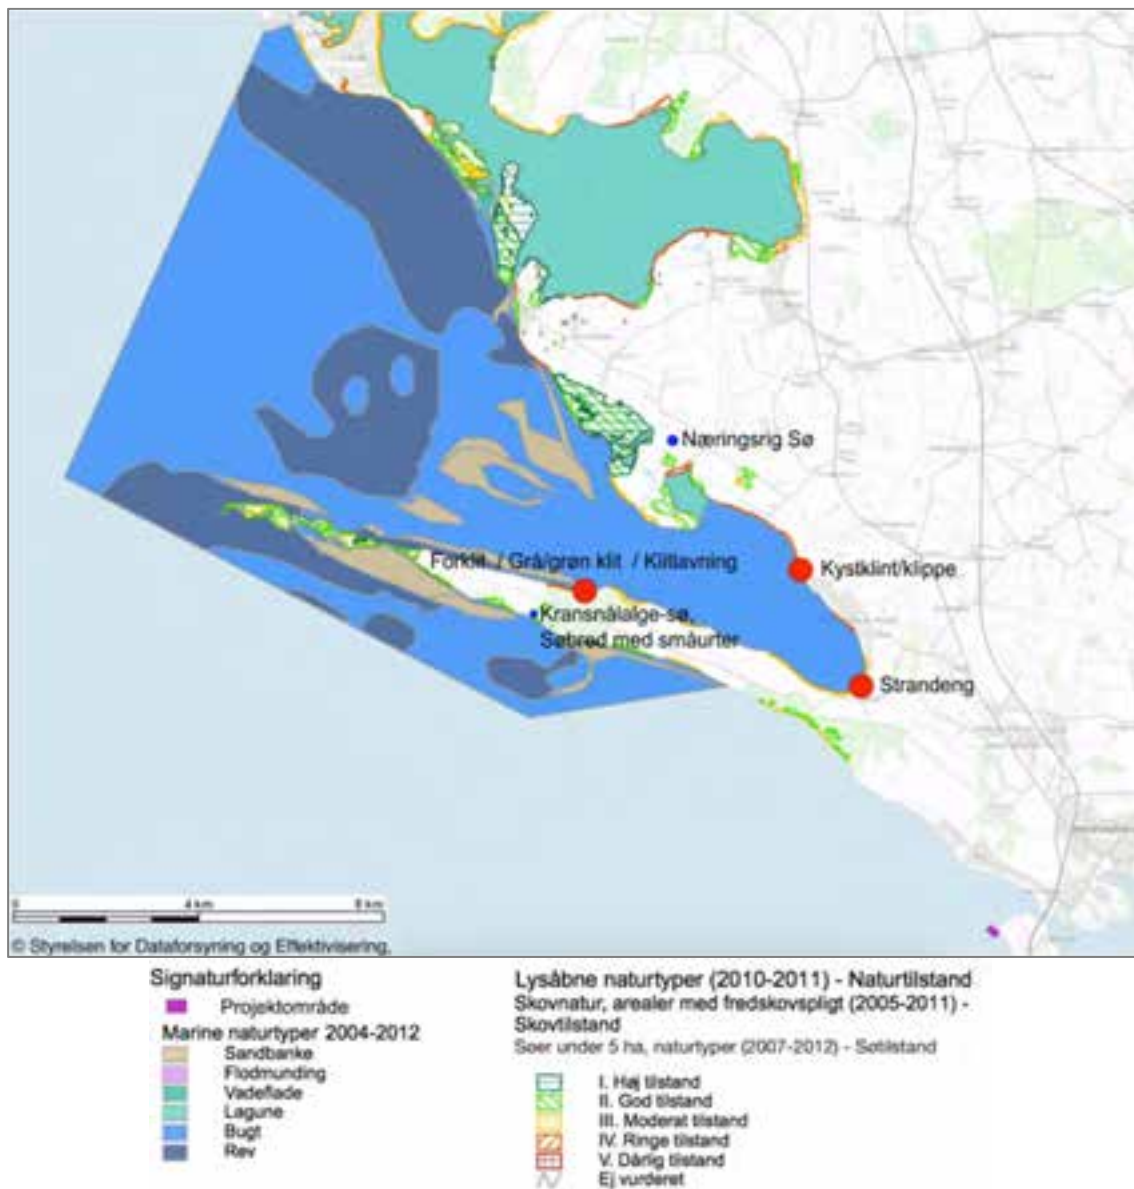 Næringsrig Sø
Forklit / Grå/grøn klit / Klitlavning
Kystklint/klippe
Kransnålalge-sø,
Søbred med småurter
Strandeng
0 4 km 8 km
© Styrelsen for Dataforsyning og Effektivisering,
Signaturforklaring
Projektområde
Marine naturtyper 2004-2012
Sandbanke
Flodmunding
Vadeflade
Lagune
Bugt
Rev
Lysåbne naturtyper (2010-2011) - Naturtilstand
Skovnatur, arealer med fredskovspligt (2005-2011) -
Skovtilstand
Søer under 5 ha, naturtyper (2007-2012) - Søtilstand
I. Høj tilstand
II. God tilstand
III. Moderat tilstand
IV. Ringe tilstand
V. Dårlig tilstand
Ej vurderet